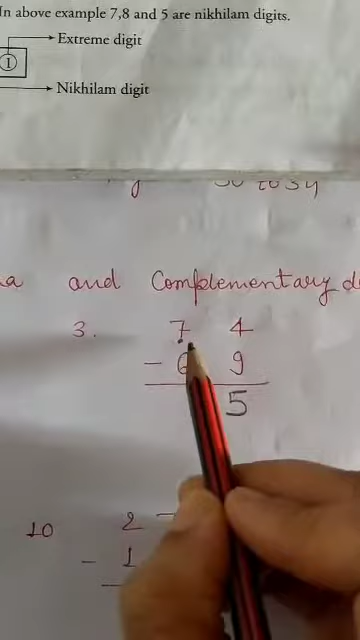 In above example 7,8 and 5 are nikhilam digits.
Extreme digit
I
Nikhilam digit
and Complementary
3. 7 4
- 6 9
5
10 2
- 1